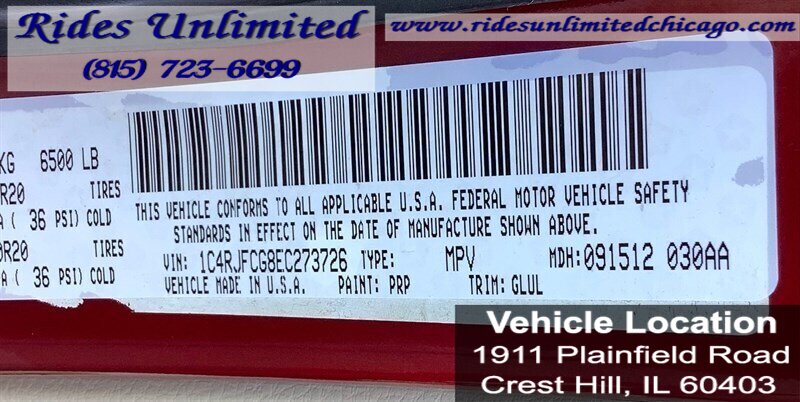 Rides Unlimited
(815) 723-6699
www.ridesunlimitedchicago.com
KG 6500 LB
R20 TIRES
A ( 36 PSI) COLD
0R20 TIRES
A ( 36 PSI) COLD
THIS VEHICLE CONFORMS TO ALL APPLICABLE U.S.A. FEDERAL MOTOR VEHICLE SAFETY
STANDARDS IN EFFECT ON THE DATE OF MANUFACTURE SHOWN ABOVE.
VIN: 1C4RJFCG8EC273726 TYPE: MPV MDH: 091512 030AA
VEHICLE MADE IN U.S.A. PAINT: PRP TRIM: GLUL
Vehicle Location
1911 Plainfield Road
Crest Hill, IL 60403